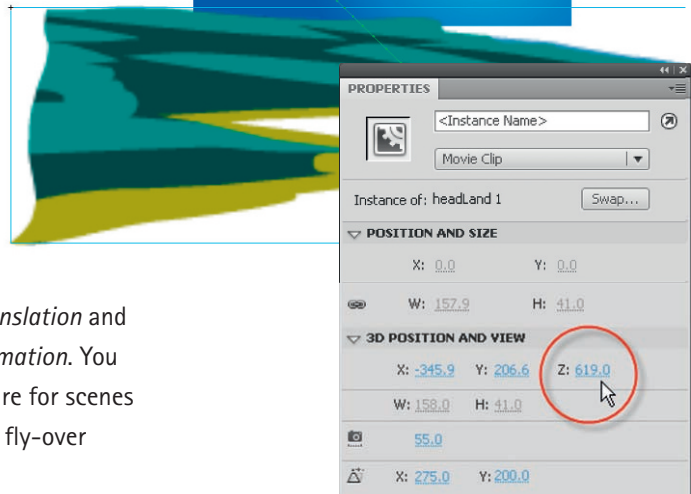 PROPERTIES
<Instance Name>
Movie Clip
Instance of: headLand 1 Swap...
POSITION AND SIZE
X: 0.0 Y: 0.0
W: 157.9 H: 41.0
3D POSITION AND VIEW
X: -345.9 Y: 206.6 Z: 619.0
W: 158.0 H: 41.0
55.0
X: 275.0 Y: 200.0
nslation and
mation. You
re for scenes
fly-over